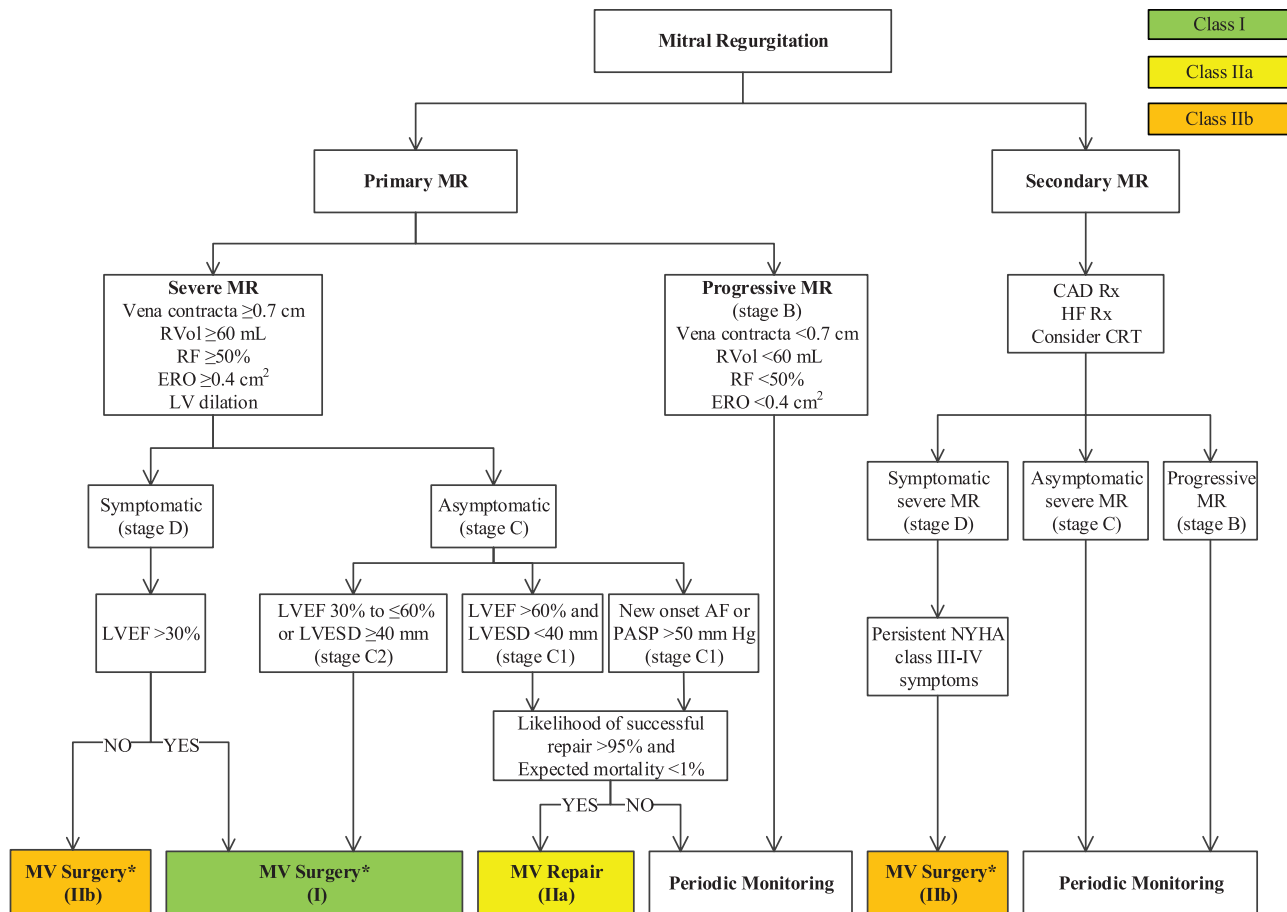 Mitral Regurgitation
Class I
Class IIa
Class IIb
Primary MR
Secondary MR
Severe MR
Vena contracta ≥0.7 cm
RVol ≥60 mL
RF ≥50%
ERO ≥0.4 cm²
LV dilation
Progressive MR
(stage B)
Vena contracta <0.7 cm
RVol <60 mL
RF <50%
ERO <0.4 cm²
CAD Rx
HF Rx
Consider CRT
Symptomatic
(stage D)
Asymptomatic
(stage C)
Symptomatic
severe MR
(stage D)
Asymptomatic
severe MR
(stage C)
Progressive
MR
(stage B)
LVEF >30%
LVEF 30% to ≤60%
or LVESD ≥40 mm
(stage C2)
LVEF >60% and
LVESD <40 mm
(stage C1)
New onset AF or
PASP >50 mm Hg
(stage C1)
Persistent NYHA
class III-IV
symptoms
Likelihood of successful
repair >95% and
Expected mortality <1%
NO
YES
YES
NO
MV Surgery*
(IIb)
MV Surgery*
(I)
MV Repair
(IIa)
Periodic Monitoring
MV Surgery*
(IIb)
Periodic Monitoring